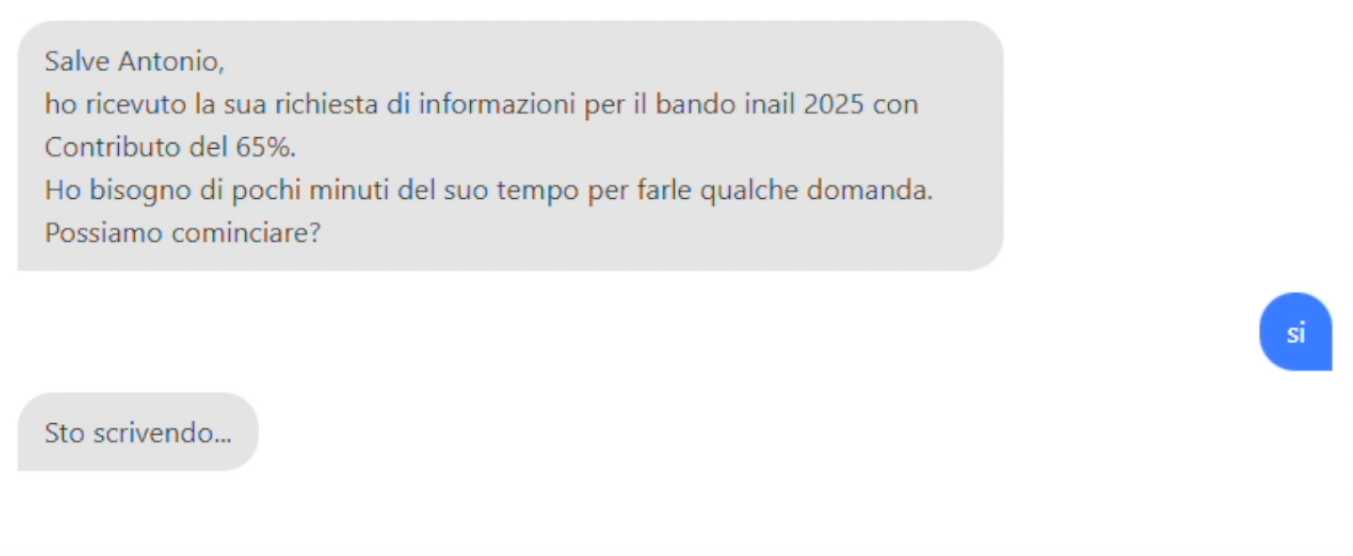 Salve Antonio,
ho ricevuto la sua richiesta di informazioni per il bando inail 2025 con
Contributo del 65%.
Ho bisogno di pochi minuti del suo tempo per farle qualche domanda.
Possiamo cominciare?
si
Sto scrivendo...